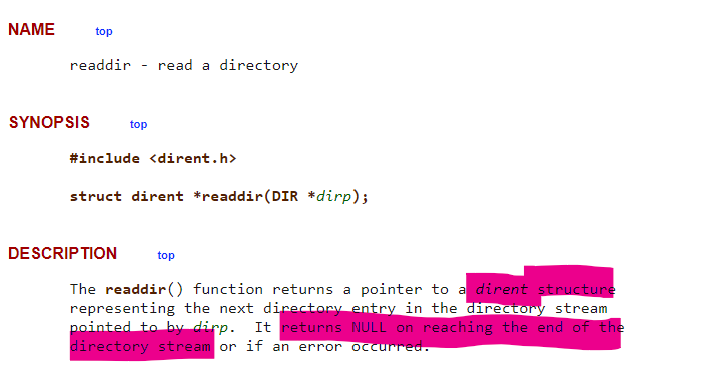 NAME top
readdir - read a directory
SYNOPSIS top
#include <dirent.h>
struct dirent *readdir(DIR *dirp);
DESCRIPTION top
The readdir() function returns a pointer to a dirent structure
representing the next directory entry in the directory stream
pointed to by dirp.  It returns NULL on reaching the end of the
directory stream or if an error occurred.